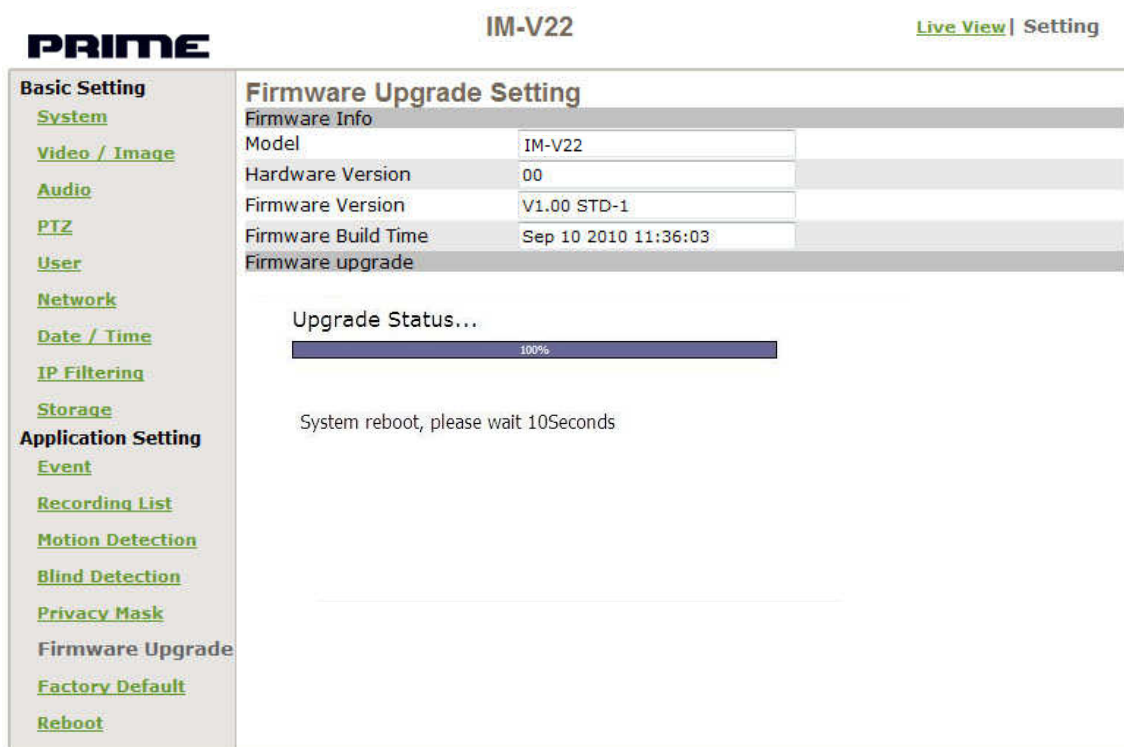 PRIME
IM-V22
Live View| Setting
Basic Setting
System
Video / Image
Audio
PTZ
User
Network
Date / Time
IP Filtering
Storage
Application Setting
Event
Recording List
Motion Detection
Blind Detection
Privacy Mask
Firmware Upgrade
Factory Default
Reboot
Firmware Upgrade Setting
Firmware Info
Model IM-V22
Hardware Version 00
Firmware Version V1.00 STD-1
Firmware Build Time Sep 10 2010 11:36:03
Firmware upgrade
Upgrade Status...
100%
System reboot, please wait 10Seconds